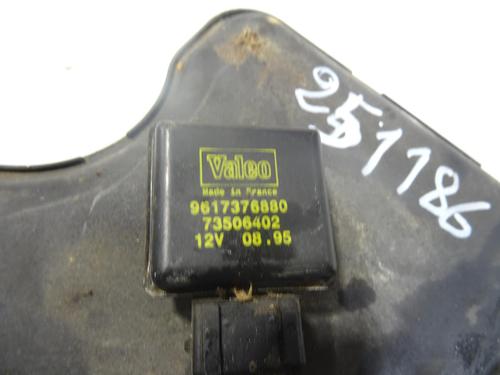 Valeo
Made in France
9617376880
73506402
12V 08.95
251186